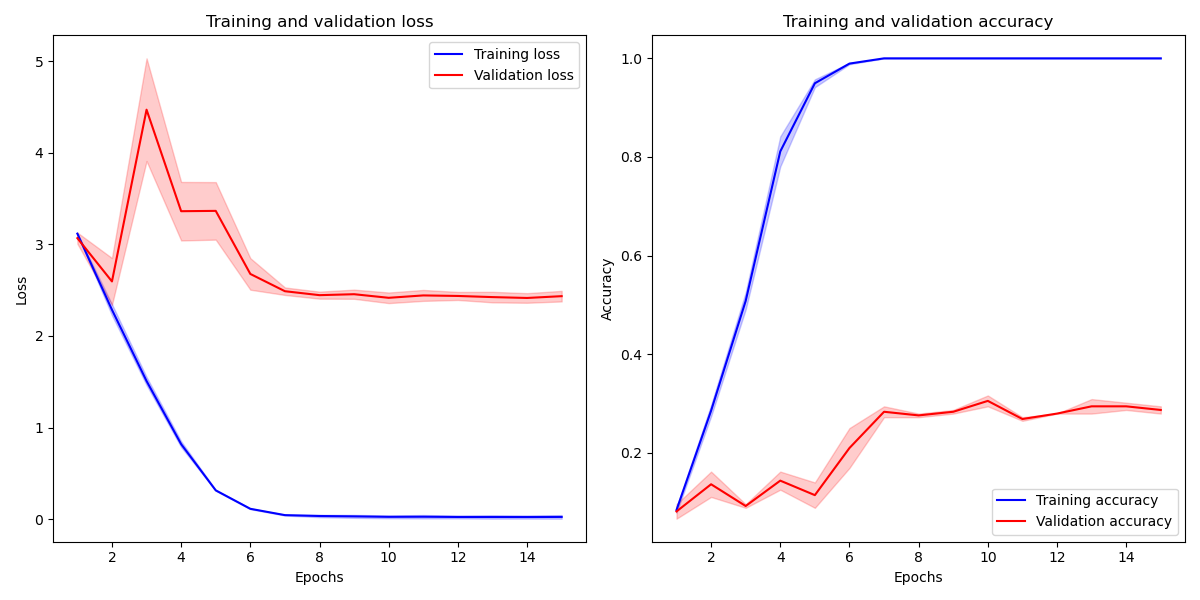 Training and validation loss
Training loss
Validation loss
5
4
3
2
1
0
Loss
2
4
6
8
10
12
14
Epochs
Training and validation accuracy
1.0
0.8
0.6
0.4
0.2
Accuracy
Training accuracy
Validation accuracy
2
4
6
8
10
12
14
Epochs